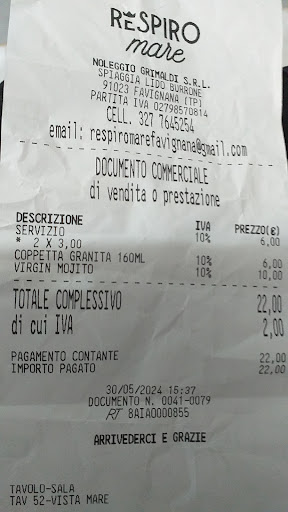 RESPIRO
mare
NOLEGGIO GRIMALDI S.R.L.
SPIAGGIA LIDO BURRONE
91023 FAVIGNANA (TP)
PARTITA IVA 02798570814
CELL. 327 7645254
email: respiromarefavignana@gmail.com
DOCUMENTO COMMERCIALE
di vendita o prestazione
DESCRIZIONE IVA PREZZO(€)
SERVIZIO 10% 6,00
* 2 X 3,00
COPPETTA GRANITA 160ML 10% 6,00
VIRGIN MOJITO 10% 10,00
TOTALE COMPLESSIVO 22,00
di cui IVA 2,00
PAGAMENTO CONTANTE 22,00
IMPORTO PAGATO 22,00
30/05/2024 15:37
DOCUMENTO N. 0041-0079
RT 8AIA0000855
ARRIVEDERCI E GRAZIE
TAVOLO-SALA
TAV 52-VISTA MARE